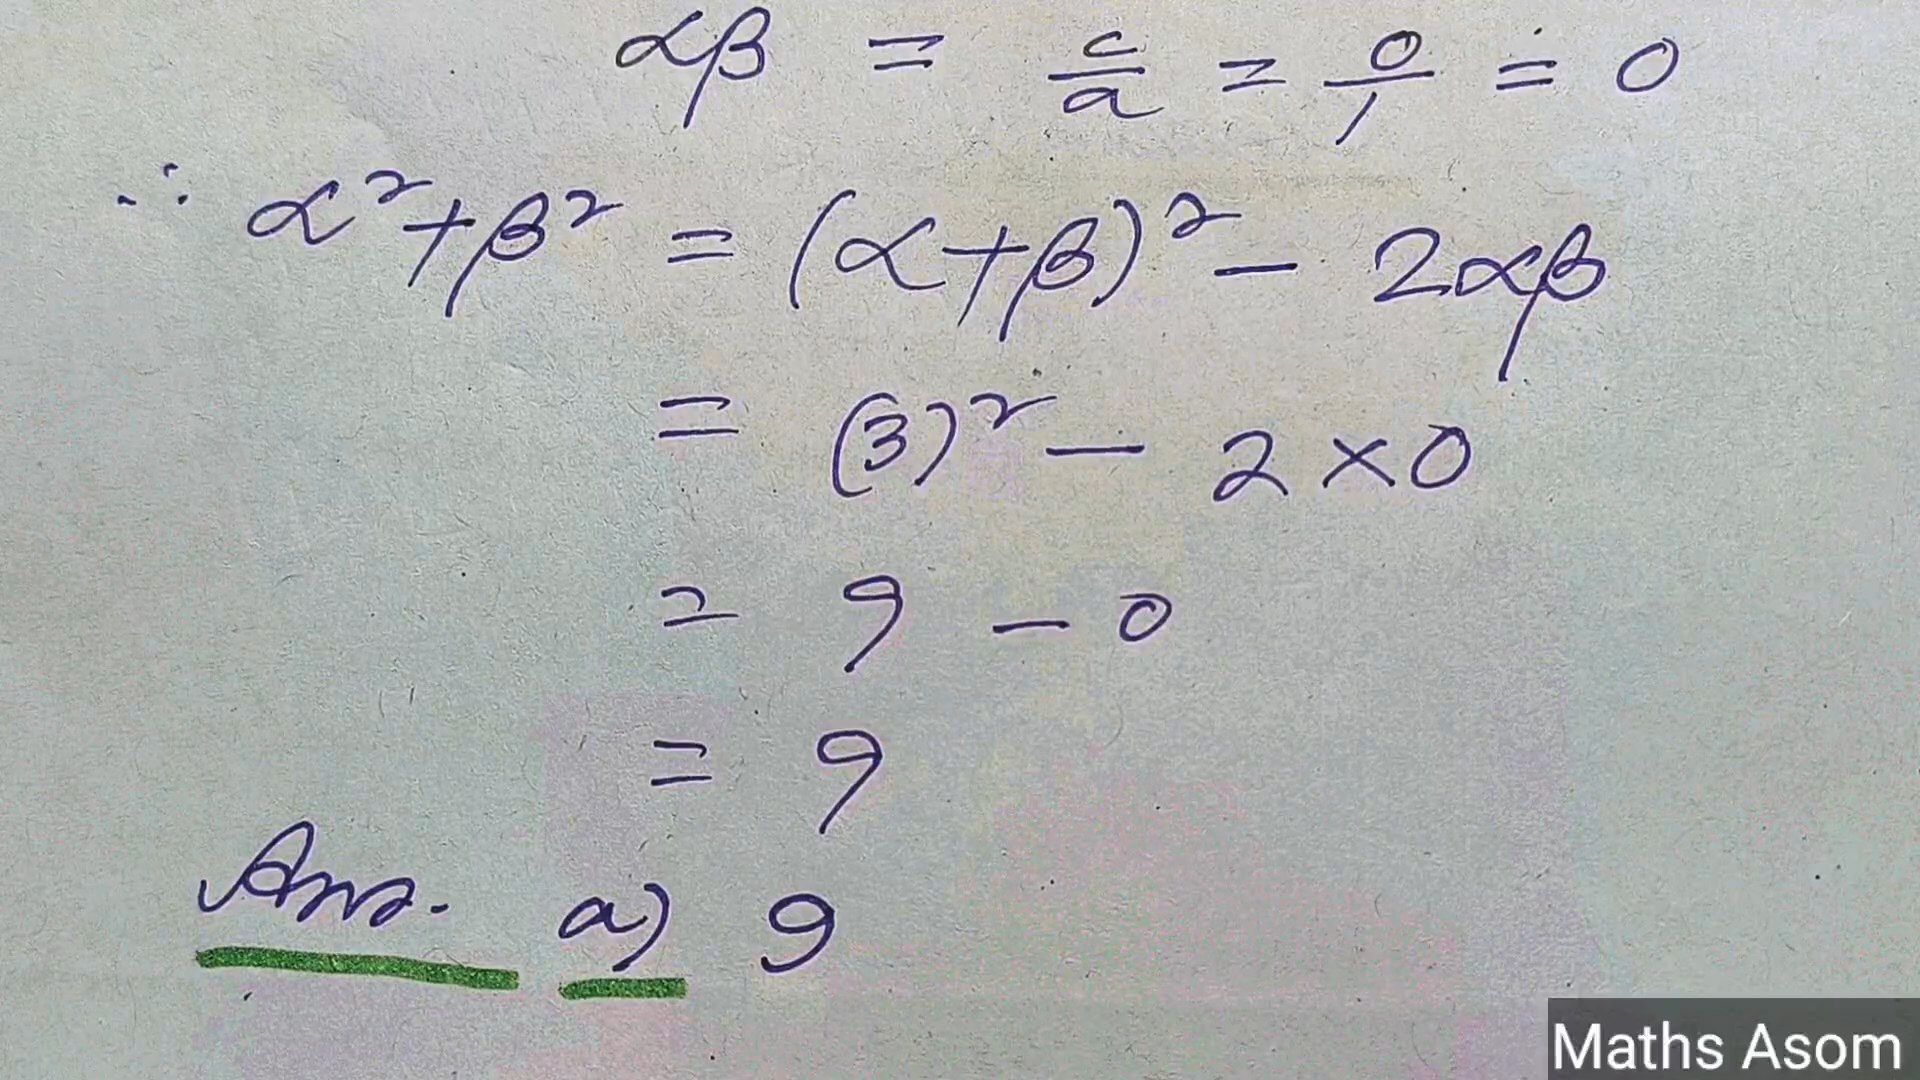 αβ = c/a = 0/1 = 0
∴ α² + β² = (α + β)² − 2αβ
= (3)² − 2 × 0
= 9 − 0
= 9
Ans. a) 9
Maths Asom